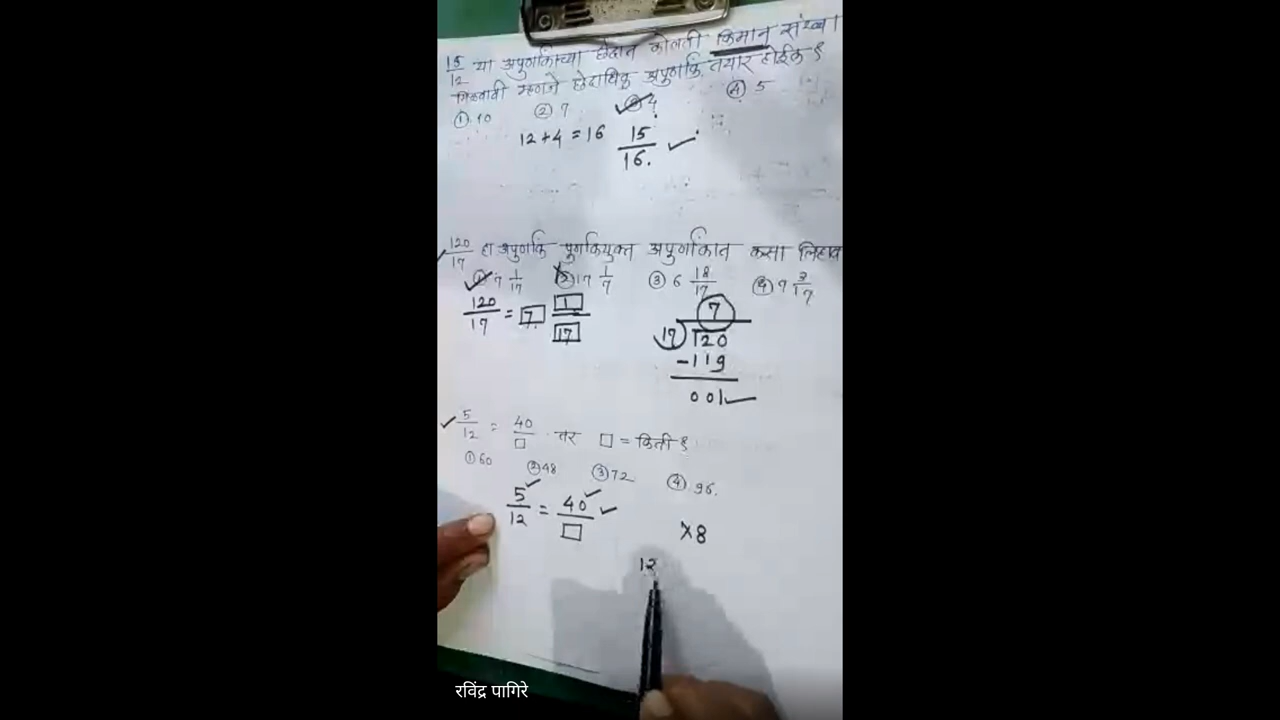 15/12 या अपुर्णांकाच्या छेदात कोणती किमान संख्या
मिळवावी म्हणजे छेदाधिक अपुर्णांक तयार होईल ?
① 10 ② 7 ③ 4 ④ 5
12+4 = 16 15/16. ✓
✓ 120/17 हा अपुर्णांक पुर्णांकयुक्त अपुर्णांकात कसा लिहाव
① 7 1/17 ② 17 1/7 ③ 6 18/17 ④ 7 2/17
120/17 = 7 1/17
7
17 120
-119
001 ✓
✓ 5/12 = 40/□ तर □ = किती ?
① 60 ② 48 ③ 72 ④ 96.
5/12 = 40/□ ✓
×8
12
रविंद्र पागिरे